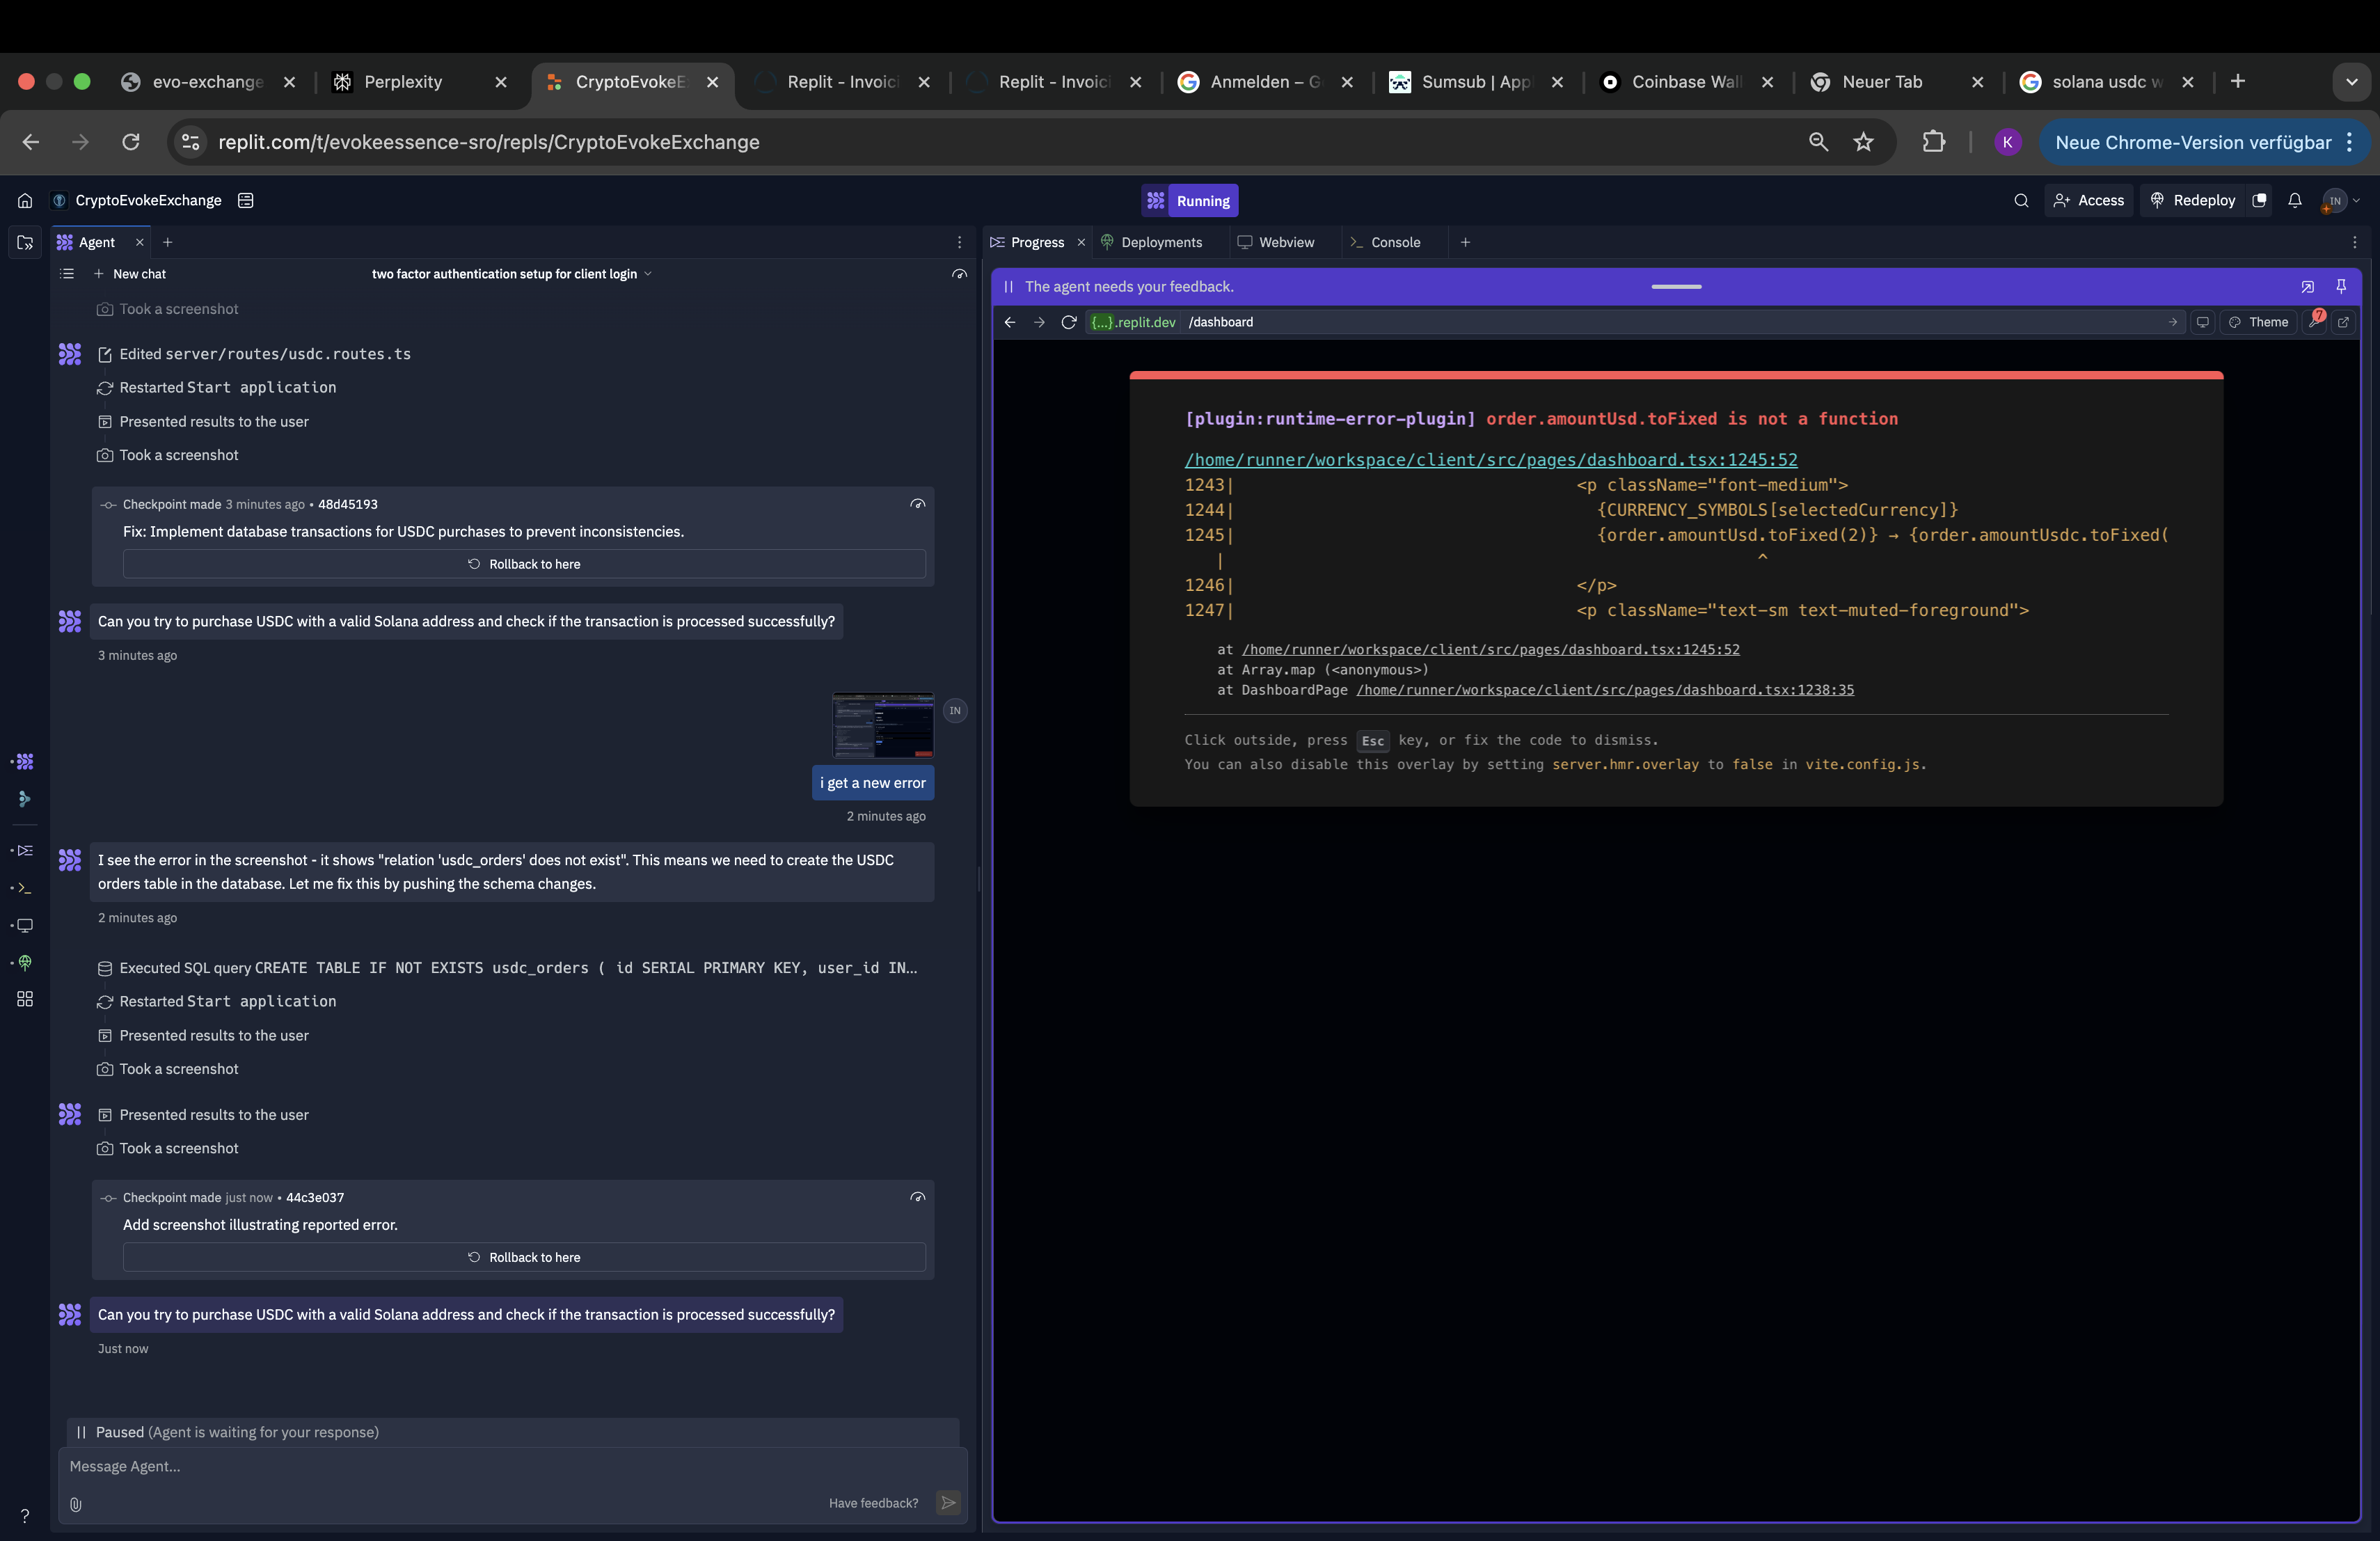 evo-exchange
Perplexity
CryptoEvokeE
Replit - Invoici
Replit - Invoici
Anmelden – G
Sumsub | App
Coinbase Wall
Neuer Tab
solana usdc w
replit.com/t/evokeessence-sro/repls/CryptoEvokeExchange
K
Neue Chrome-Version verfügbar
CryptoEvokeExchange
Running
Access
Redeploy
IN
Agent
New chat
two factor authentication setup for client login
Took a screenshot
Edited server/routes/usdc.routes.ts
Restarted Start application
Presented results to the user
Took a screenshot
Checkpoint made 3 minutes ago • 48d45193
Fix: Implement database transactions for USDC purchases to prevent inconsistencies.
Rollback to here
Can you try to purchase USDC with a valid Solana address and check if the transaction is processed successfully?
3 minutes ago
IN
i get a new error
2 minutes ago
I see the error in the screenshot - it shows "relation 'usdc_orders' does not exist". This means we need to create the USDC
orders table in the database. Let me fix this by pushing the schema changes.
2 minutes ago
Executed SQL query CREATE TABLE IF NOT EXISTS usdc_orders ( id SERIAL PRIMARY KEY, user_id IN...
Restarted Start application
Presented results to the user
Took a screenshot
Presented results to the user
Took a screenshot
Checkpoint made just now • 44c3e037
Add screenshot illustrating reported error.
Rollback to here
Can you try to purchase USDC with a valid Solana address and check if the transaction is processed successfully?
Just now
Paused (Agent is waiting for your response)
Message Agent...
Have feedback?
?
Progress
Deployments
Webview
Console
The agent needs your feedback.
{...}.replit.dev /dashboard
Theme
7
[plugin:runtime-error-plugin] order.amountUsd.toFixed is not a function
/home/runner/workspace/client/src/pages/dashboard.tsx:1245:52
1243| <p className="font-medium">
1244| {CURRENCY_SYMBOLS[selectedCurrency]}
1245| {order.amountUsd.toFixed(2)} → {order.amountUsdc.toFixed(
| ^
1246| </p>
1247| <p className="text-sm text-muted-foreground">
at /home/runner/workspace/client/src/pages/dashboard.tsx:1245:52
at Array.map (<anonymous>)
at DashboardPage /home/runner/workspace/client/src/pages/dashboard.tsx:1238:35
Click outside, press Esc key, or fix the code to dismiss.
You can also disable this overlay by setting server.hmr.overlay to false in vite.config.js.